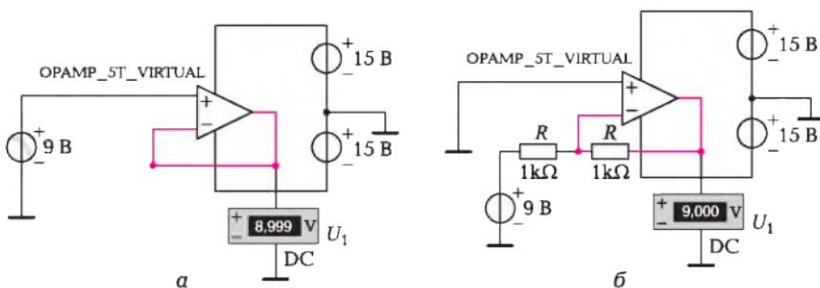 OPAMP_5T_VIRTUAL
+
−
+
−
9 В
+
−
15 В
+
−
15 В
+
−
8,999 V
U₁
DC
а
OPAMP_5T_VIRTUAL
+
−
R
1kΩ
R
1kΩ
+
−
9 В
+
−
15 В
+
−
15 В
+
−
9,000 V
U₁
DC
б